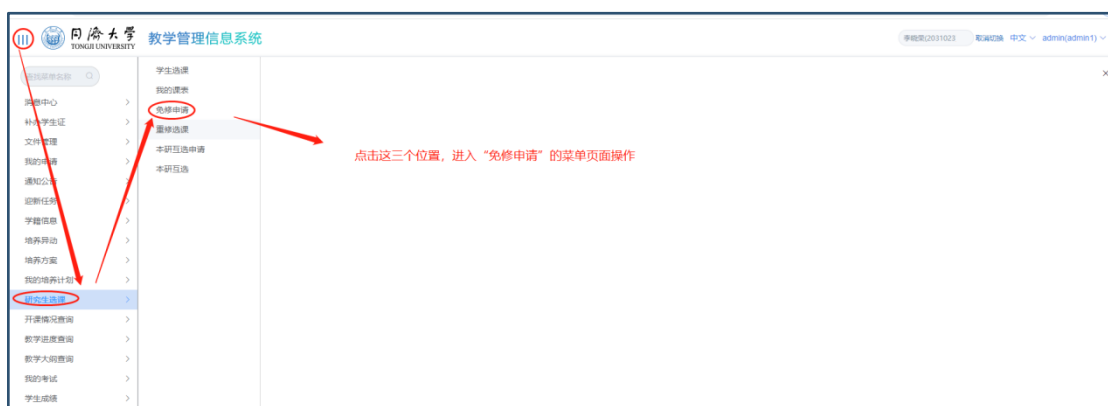 同济大学
TONGJI UNIVERSITY
教学管理信息系统
取消切换 中文 admin(admin1)
查找菜单名称
消息中心
补办学生证
文件管理
我的申请
通知公告
迎新任务
学籍信息
培养异动
培养方案
我的培养计划
研究生选课
开课情况查询
教学进度查询
教学大纲查询
我的考试
学生成绩
学生选课
我的课表
免修申请
重修选课
本研互选申请
本研互选
点击这三个位置，进入“免修申请”的菜单页面操作